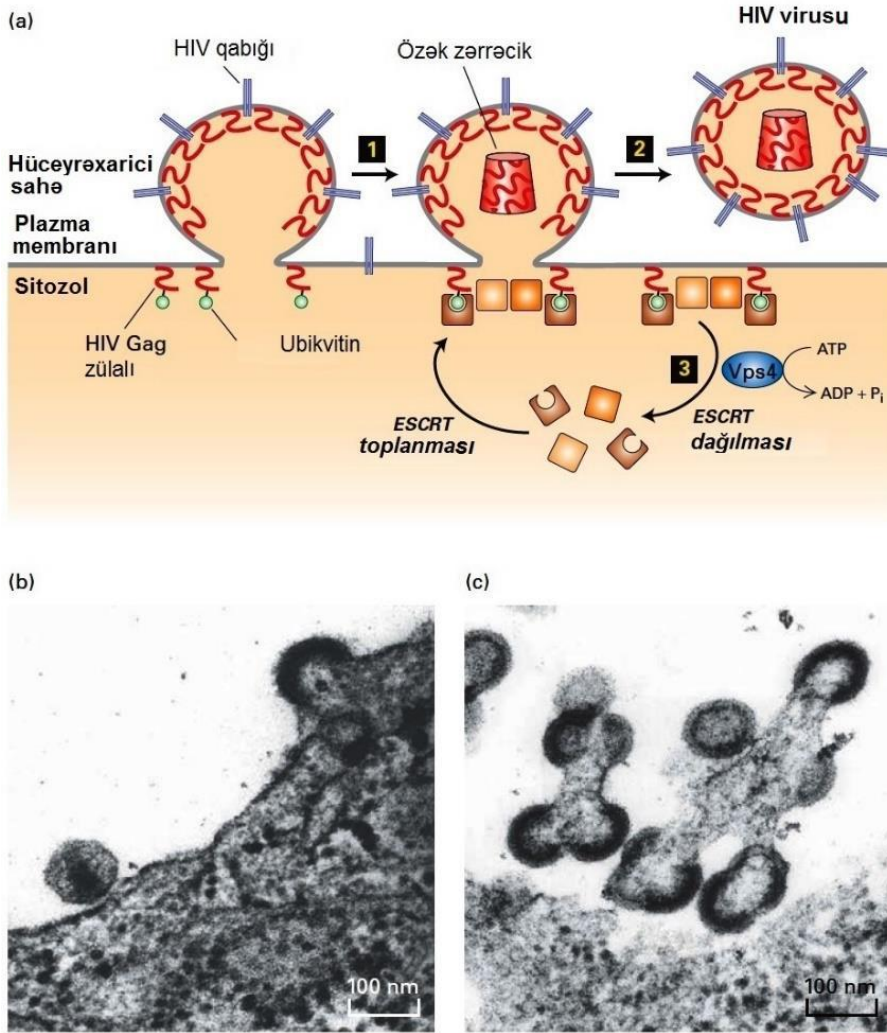 (a)
HIV qabığı
Özək zərrəcik
HIV virusu
1
2
Hüceyrəxarici
sahə
Plazma
membranı
Sitozol
HIV Gag
zülalı
Ubikvitin
3
Vps4
ATP
ADP + Pi
ESCRT
toplanması
ESCRT
dağılması
(b)
(c)
100 nm
100 nm